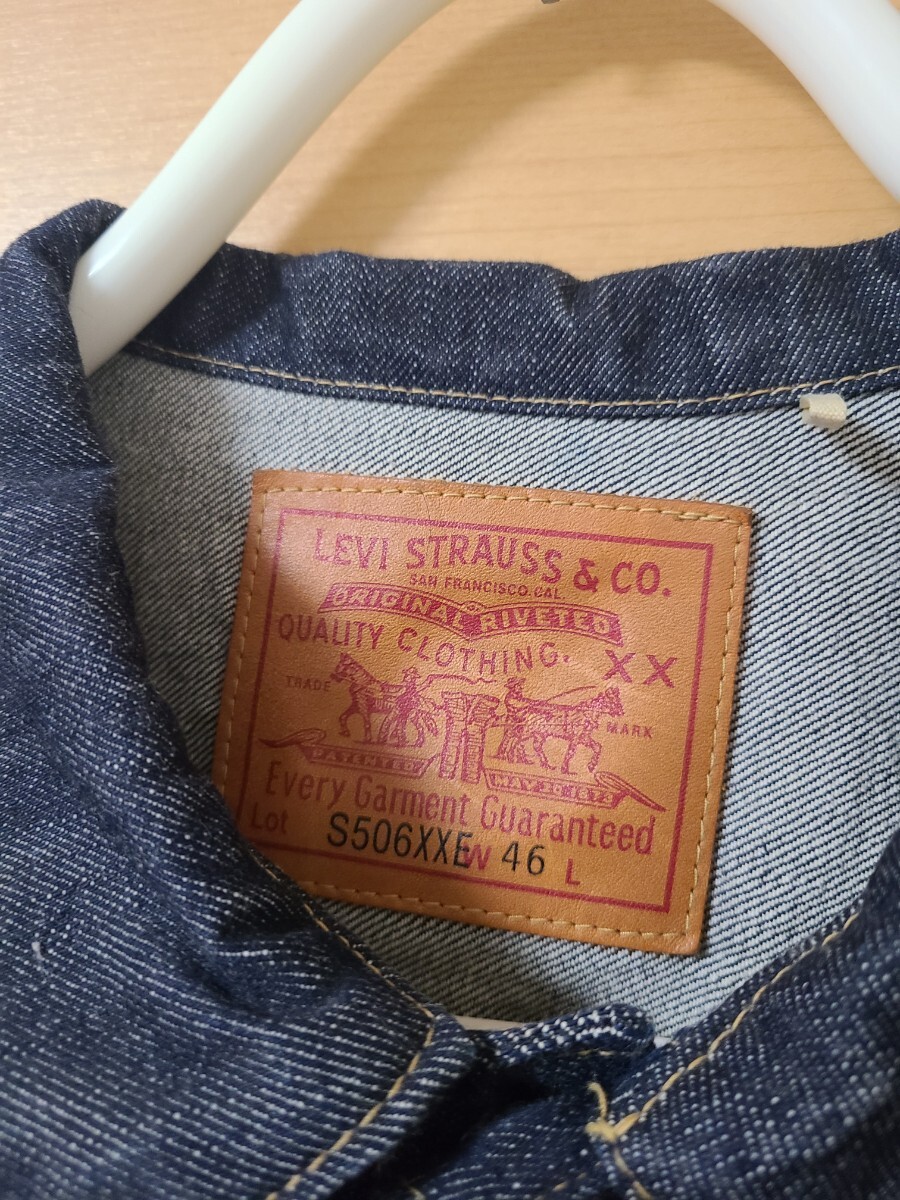 LEVI STRAUSS & CO.
SAN FRANCISCO. CAL.
ORIGINAL RIVETED
QUALITY CLOTHING. XX
TRADE MARK
PATENTED MAY 20 1873
Every Garment Guaranteed
Lot S506XXE W 46 L